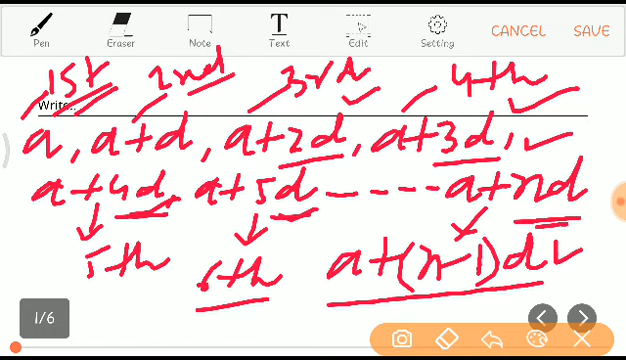 Pen Eraser Note Text Edit Setting CANCEL SAVE
1st 2nd 3rd 4th
Write...
a, a+d, a+2d, a+3d,
a+4d, a+5d ---- a+nd
5th 6th a+(n-1)d
1/6